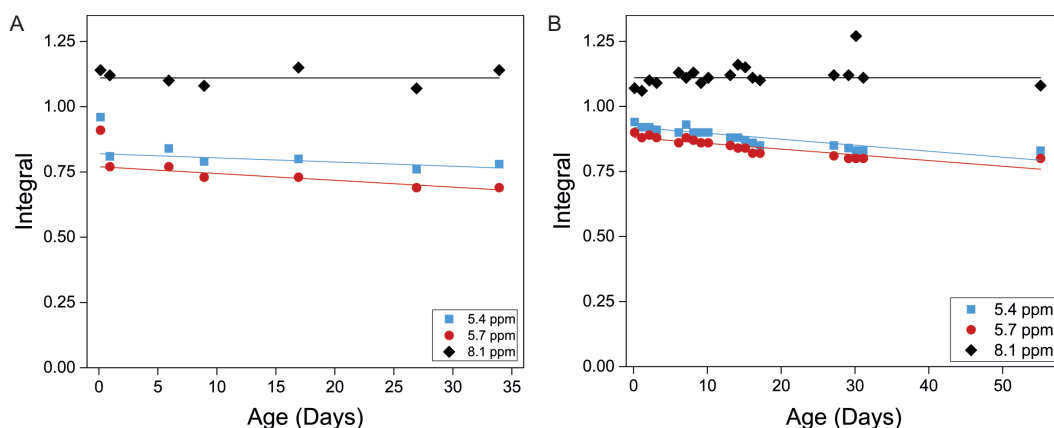 A
1.25
1.00
0.75
0.50
0.25
0.00
Integral
0 5 10 15 20 25 30 35
Age (Days)
5.4 ppm
5.7 ppm
8.1 ppm
B
1.25
1.00
0.75
0.50
0.25
0.00
Integral
0 10 20 30 40 50
Age (Days)
5.4 ppm
5.7 ppm
8.1 ppm